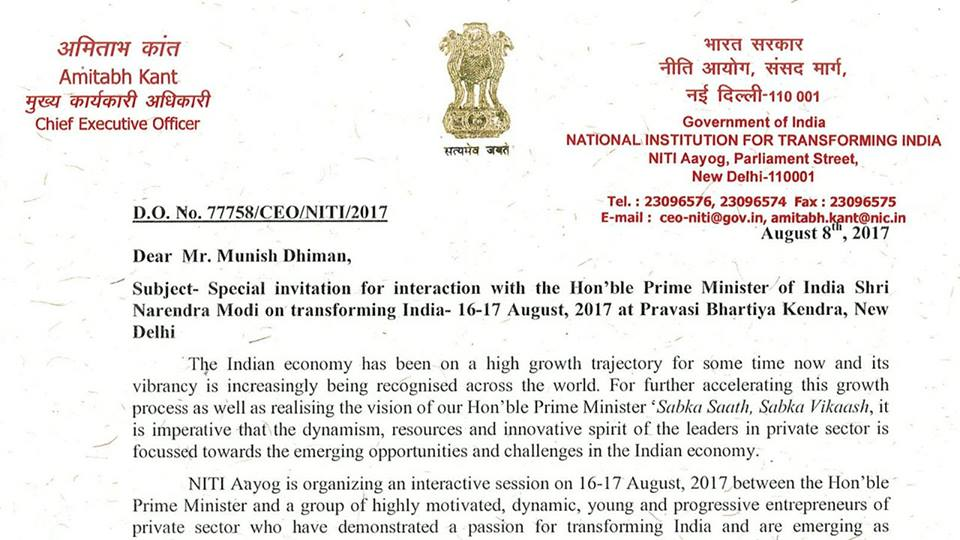 अमिताभ कांत
Amitabh Kant
मुख्य कार्यकारी अधिकारी
Chief Executive Officer
सत्यमेव जयते
भारत सरकार
नीति आयोग, संसद मार्ग,
नई दिल्ली-110 001
Government of India
NATIONAL INSTITUTION FOR TRANSFORMING INDIA
NITI Aayog, Parliament Street,
New Delhi-110001
Tel. : 23096576, 23096574 Fax : 23096575
E-mail : ceo-niti@gov.in, amitabh.kant@nic.in
August 8th, 2017
D.O. No. 77758/CEO/NITI/2017
Dear Mr. Munish Dhiman,
Subject- Special invitation for interaction with the Hon'ble Prime Minister of India Shri
Narendra Modi on transforming India- 16-17 August, 2017 at Pravasi Bhartiya Kendra, New
Delhi
The Indian economy has been on a high growth trajectory for some time now and its
vibrancy is increasingly being recognised across the world. For further accelerating this growth
process as well as realising the vision of our Hon'ble Prime Minister 'Sabka Saath, Sabka Vikaash, it
is imperative that the dynamism, resources and innovative spirit of the leaders in private sector is
focussed towards the emerging opportunities and challenges in the Indian economy.
NITI Aayog is organizing an interactive session on 16-17 August, 2017 between the Hon'ble
Prime Minister and a group of highly motivated, dynamic, young and progressive entrepreneurs of
private sector who have demonstrated a passion for transforming India and are emerging as